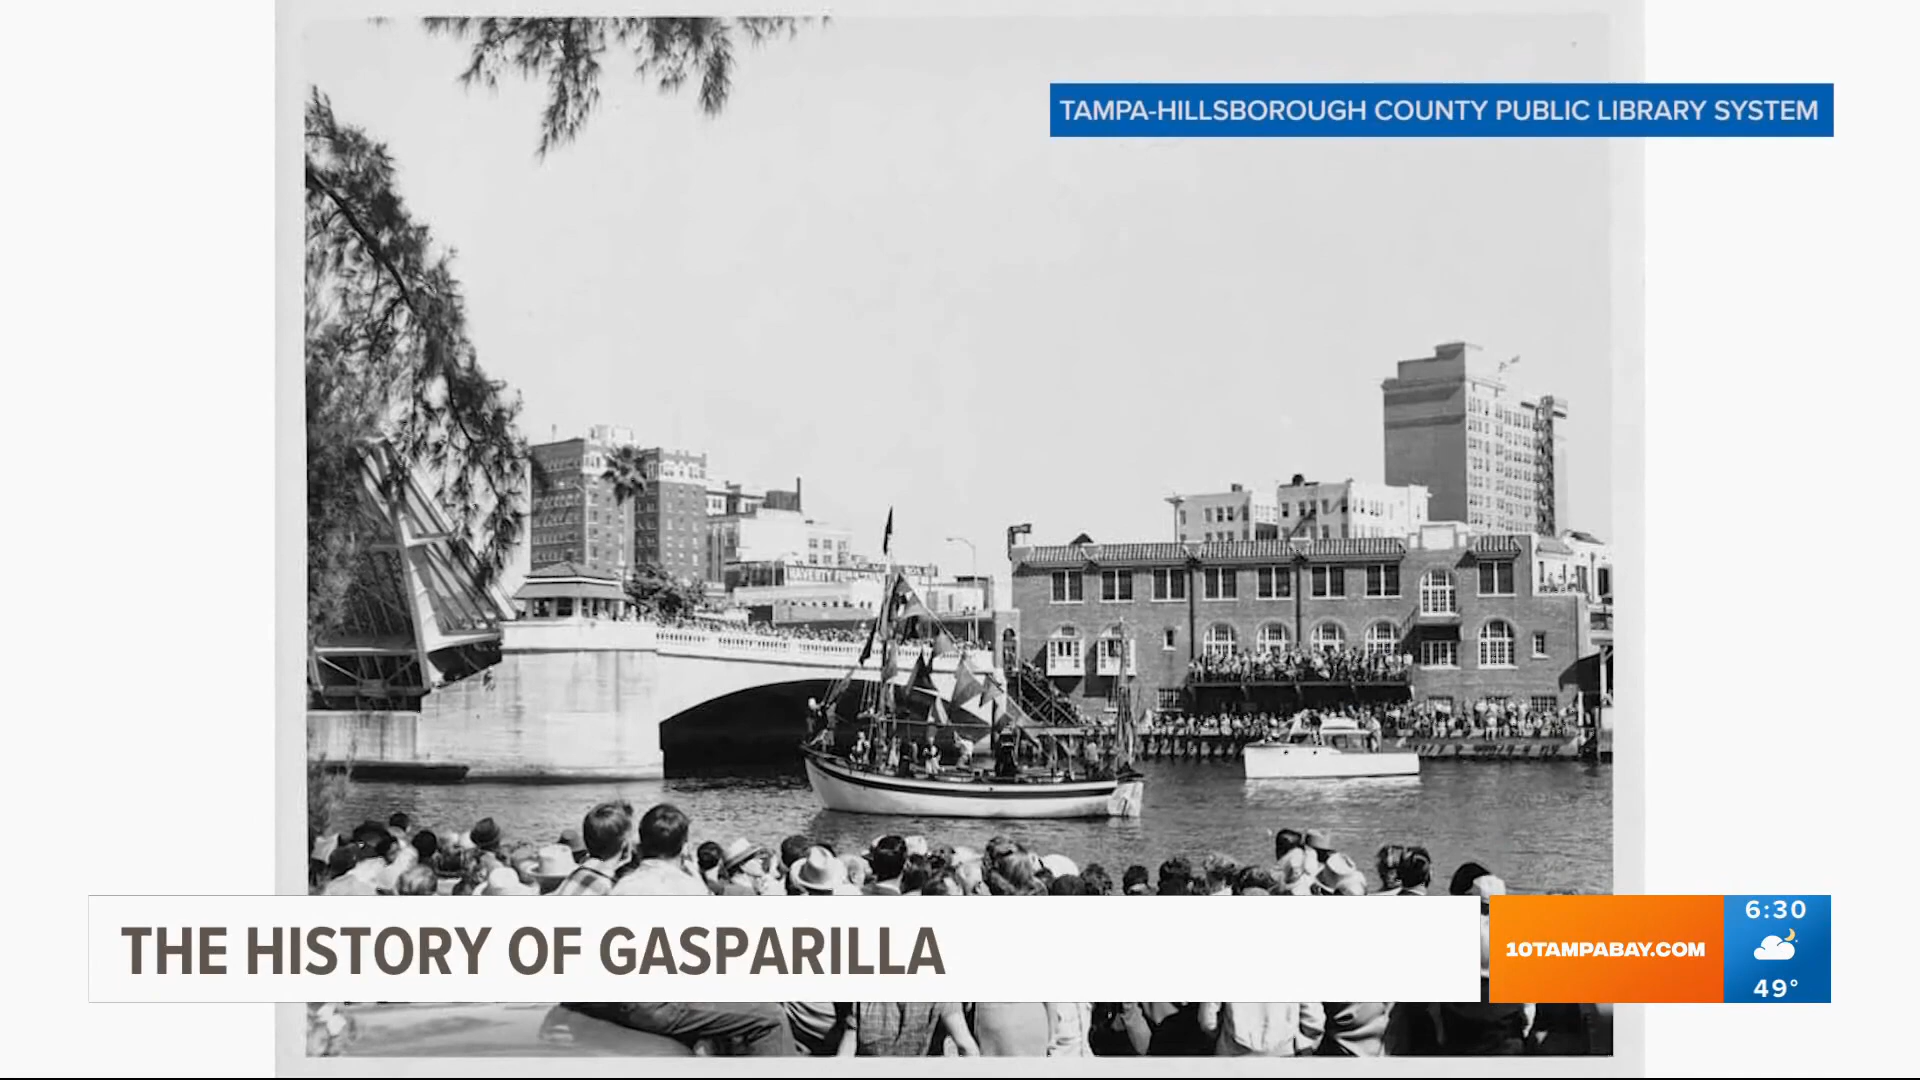 TAMPA-HILLSBOROUGH COUNTY PUBLIC LIBRARY SYSTEM
THE HISTORY OF GASPARILLA
10TAMPABAY.COM
6:30
49°